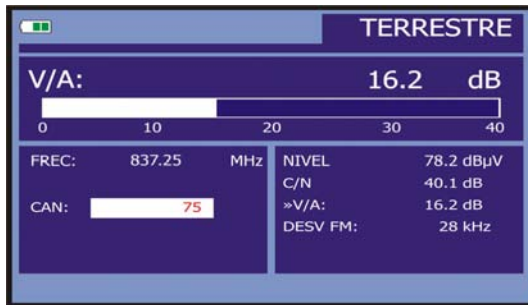 TERRESTRE
V/A: 16.2 dB
0 10 20 30 40
FREC: 837.25 MHz
CAN: 75
NIVEL 78.2 dBµV
C/N 40.1 dB
»V/A: 16.2 dB
DESV FM: 28 kHz